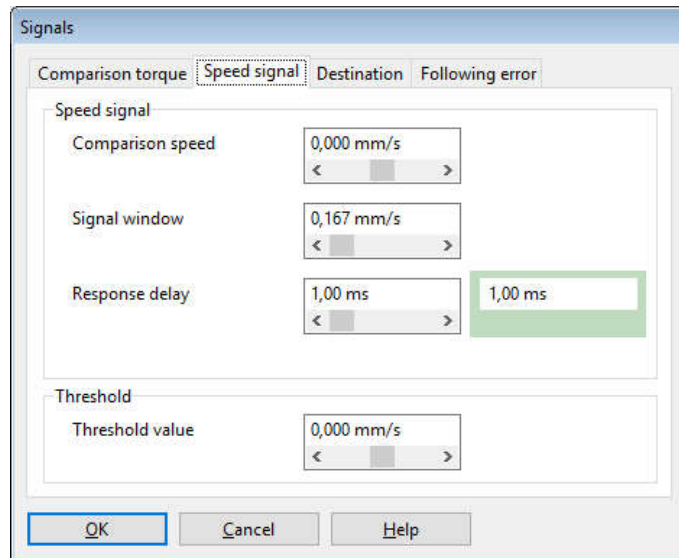 Signals
Comparison torque Speed signal Destination Following error
Speed signal
Comparison speed 0,000 mm/s
Signal window 0,167 mm/s
Response delay 1,00 ms 1,00 ms
Threshold
Threshold value 0,000 mm/s
OK Cancel Help